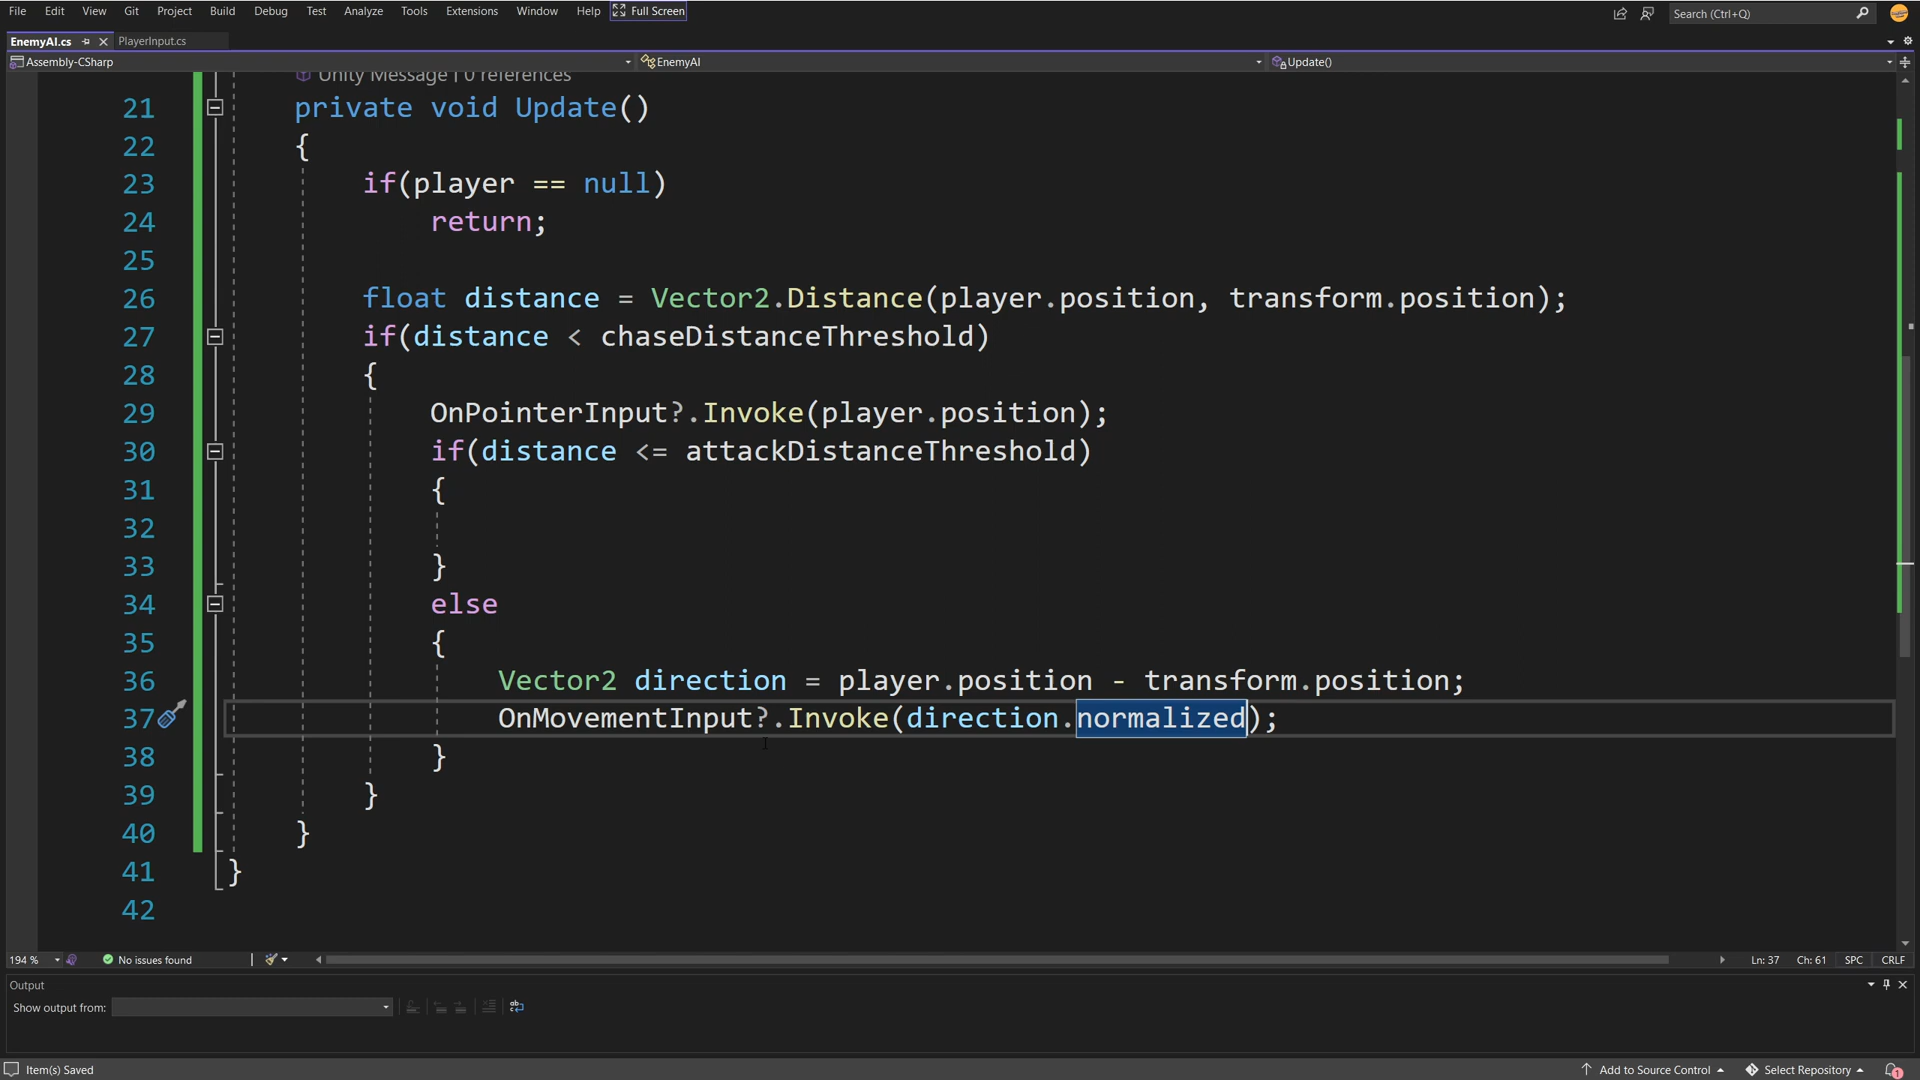 File Edit View Git Project Build Debug Test Analyze Tools Extensions Window Help Full Screen Search (Ctrl+Q)
EnemyAI.cs PlayerInput.cs
Assembly-CSharp EnemyAI Update()
Unity Message | 0 references
21 private void Update()
22 {
23 if(player == null)
24 return;
25
26 float distance = Vector2.Distance(player.position, transform.position);
27 if(distance < chaseDistanceThreshold)
28 {
29 OnPointerInput?.Invoke(player.position);
30 if(distance <= attackDistanceThreshold)
31 {
32
33 }
34 else
35 {
36 Vector2 direction = player.position - transform.position;
37 OnMovementInput?.Invoke(direction.normalized);
38 }
39 }
40 }
41 }
42
194 % No issues found Ln: 37 Ch: 61 SPC CRLF
Output
Show output from:
Item(s) Saved Add to Source Control Select Repository 1